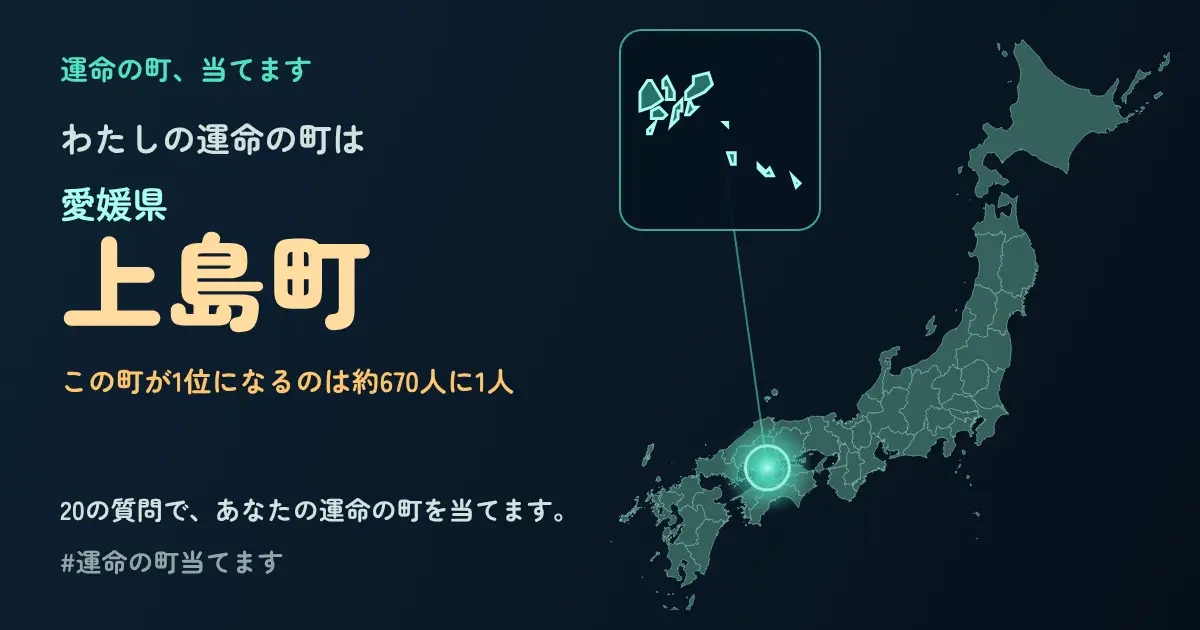 運命の町、当てます
わたしの運命の町は
愛媛県
上島町
この町が1位になるのは約670人に1人
20の質問で、あなたの運命の町を当てます。
#運命の町当てます